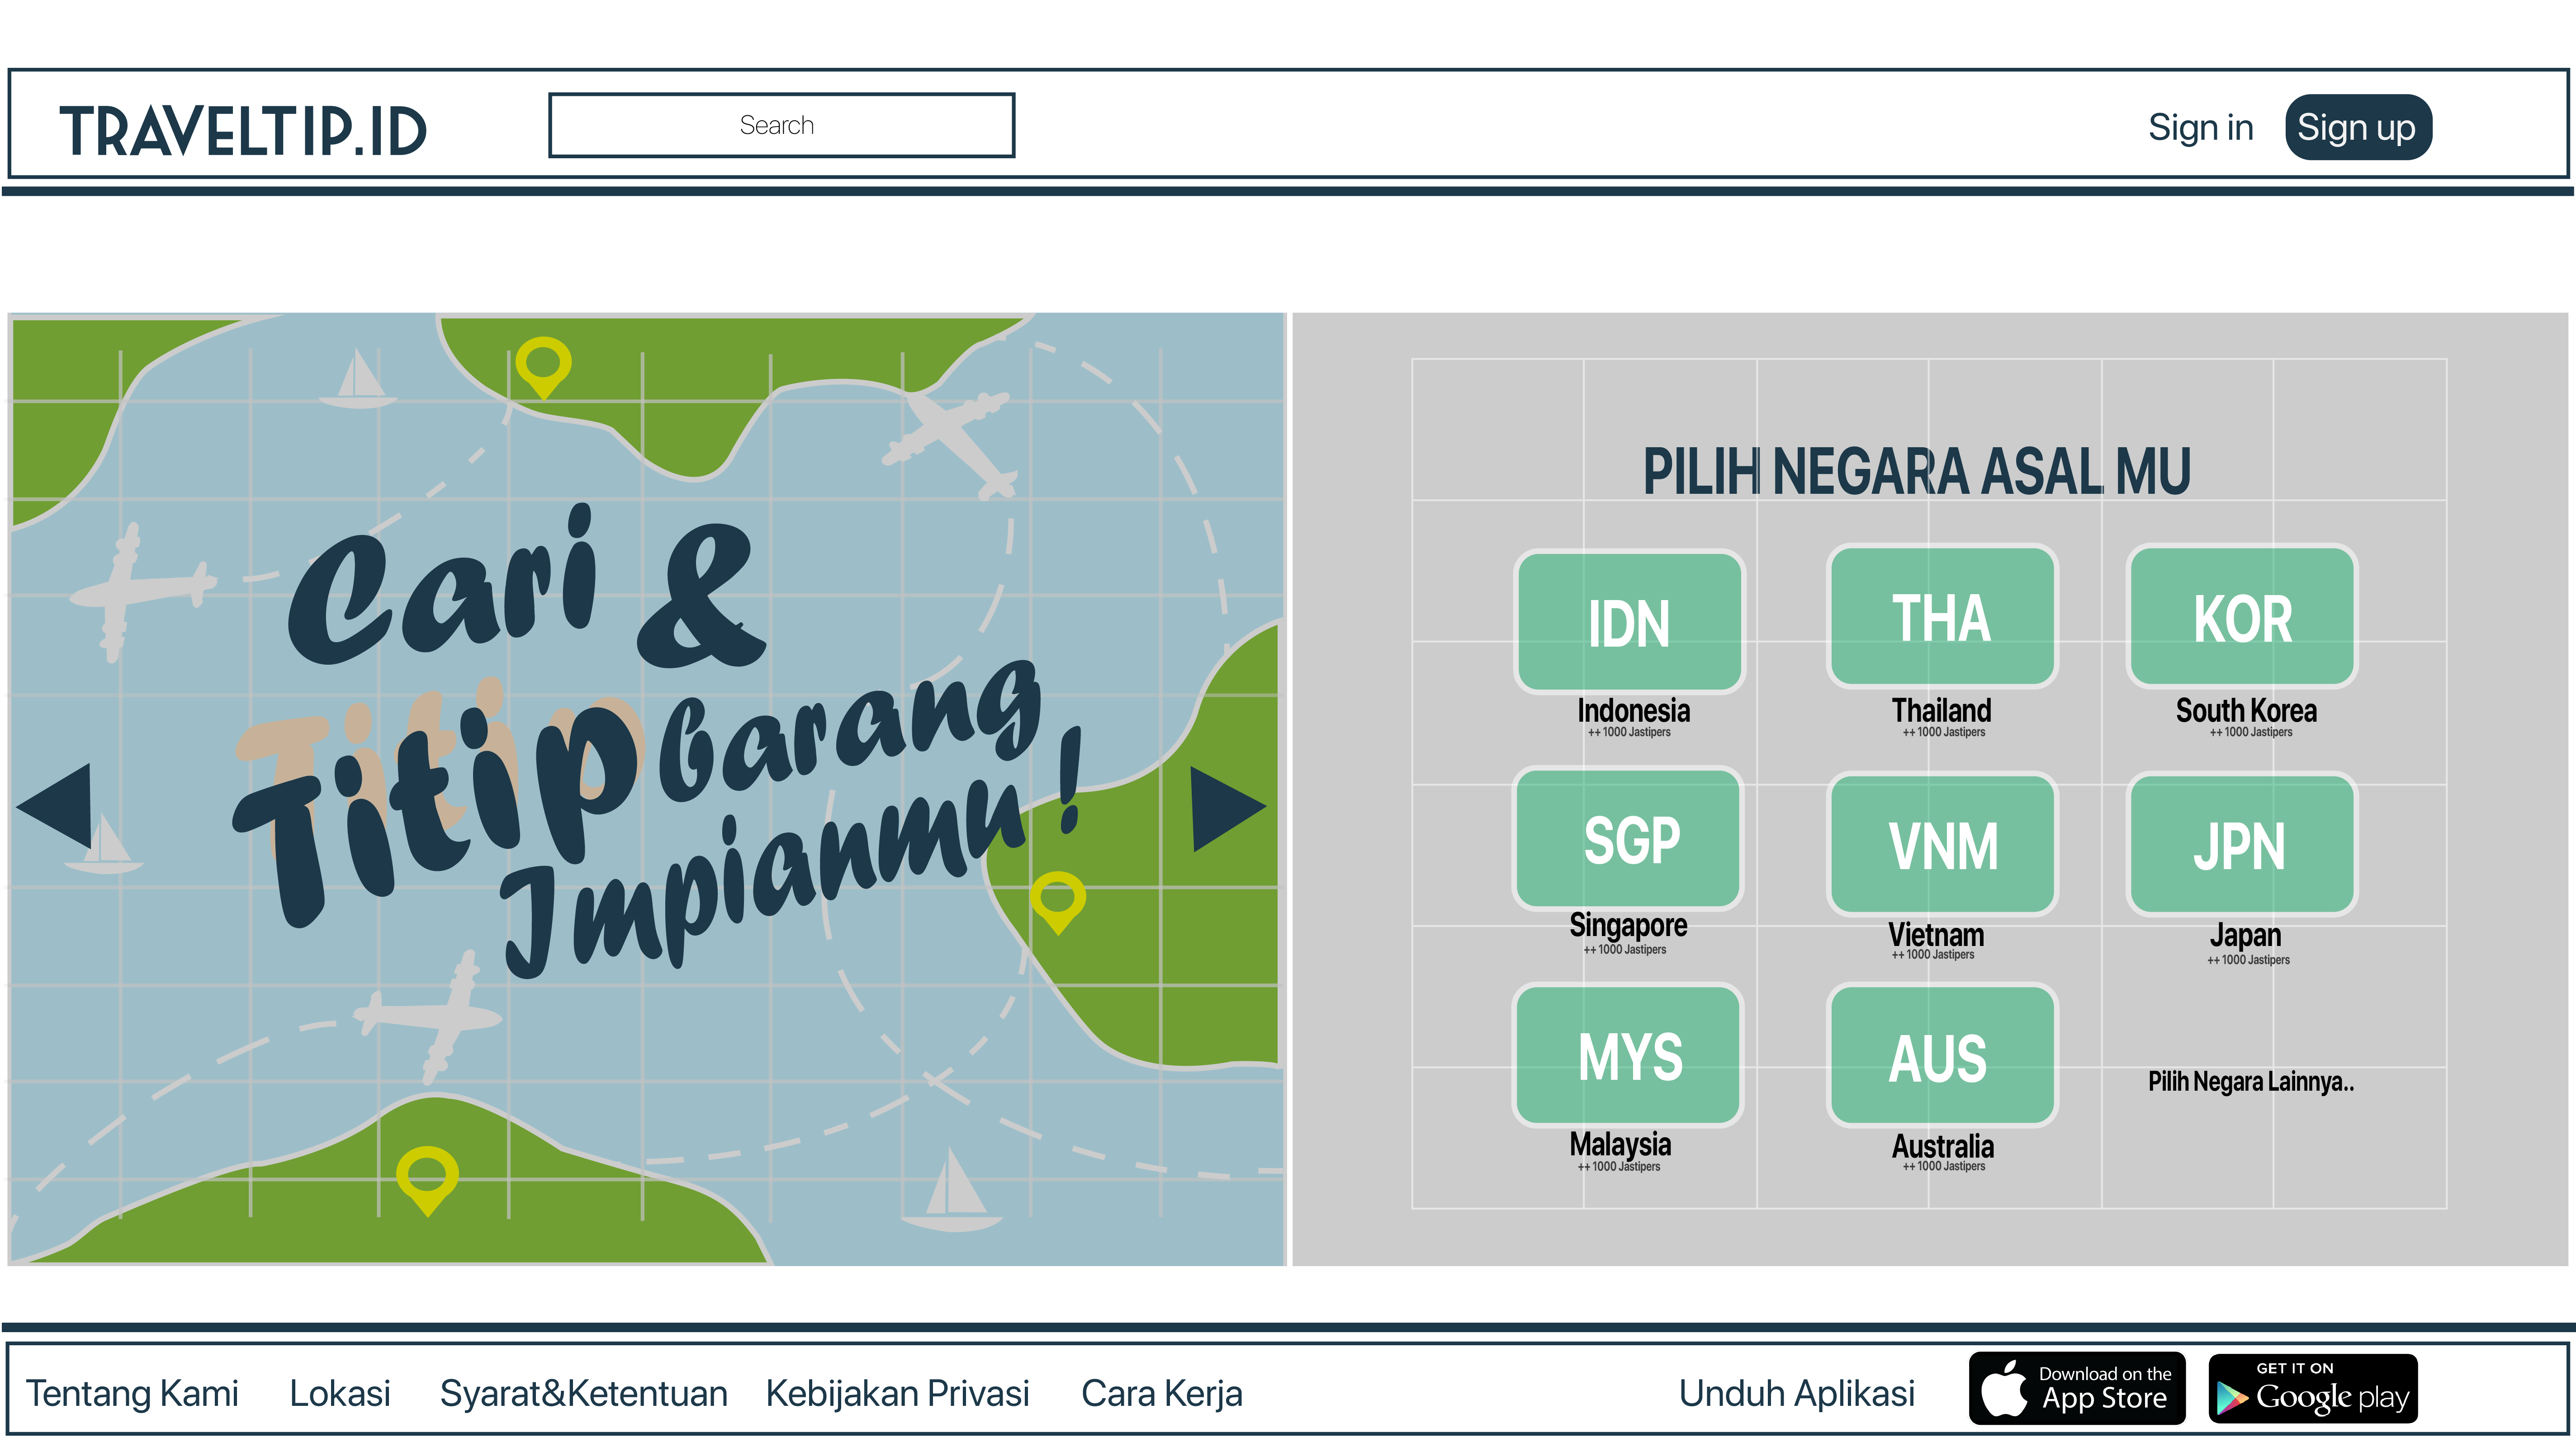 TRAVELTIP.ID
Search
Sign in
Sign up
Cari &
Titip barang
Impianmu !
PILIH NEGARA ASAL MU
IDN
Indonesia
++ 1000 Jastipers
THA
Thailand
++ 1000 Jastipers
KOR
South Korea
++ 1000 Jastipers
SGP
Singapore
++ 1000 Jastipers
VNM
Vietnam
++ 1000 Jastipers
JPN
Japan
++ 1000 Jastipers
MYS
Malaysia
++ 1000 Jastipers
AUS
Australia
++ 1000 Jastipers
Pilih Negara Lainnya..
Tentang Kami
Lokasi
Syarat&Ketentuan
Kebijakan Privasi
Cara Kerja
Unduh Aplikasi
Download on the
App Store
GET IT ON
Google play